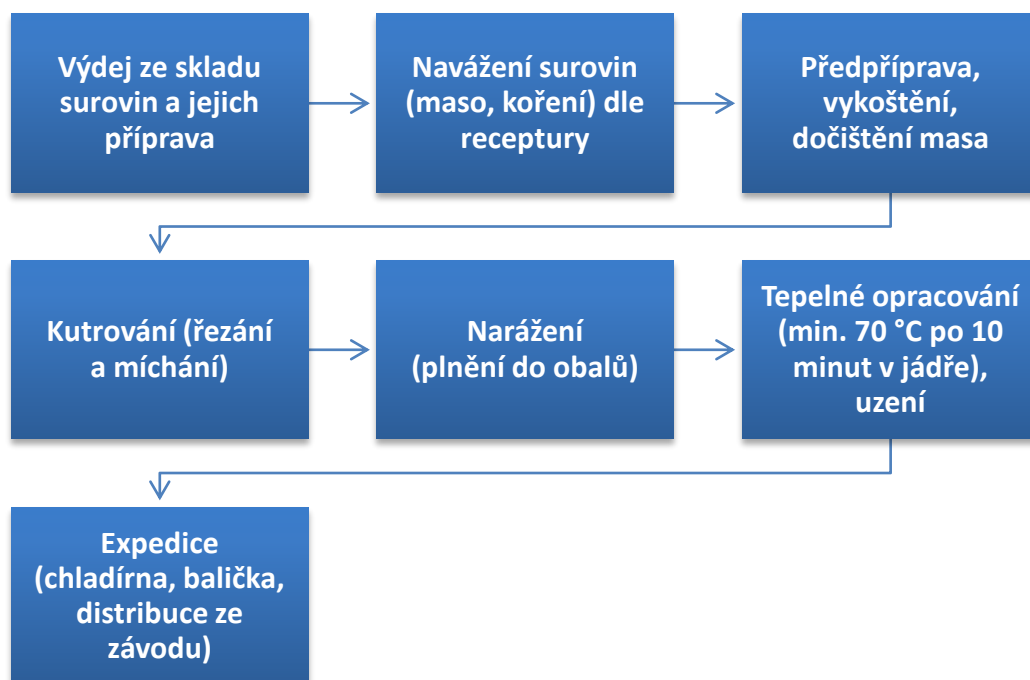 Výdej ze skladu
surovin a jejich
příprava
Navážení surovin
(maso, koření) dle
receptury
Předpříprava,
vykoštění,
dočištění masa
Kutrování (řezání
a míchání)
Narážení
(plnění do obalů)
Tepelné opracování
(min. 70 °C po 10
minut v jádře),
uzení
Expedice
(chladírna, balička,
distribuce ze
závodu)